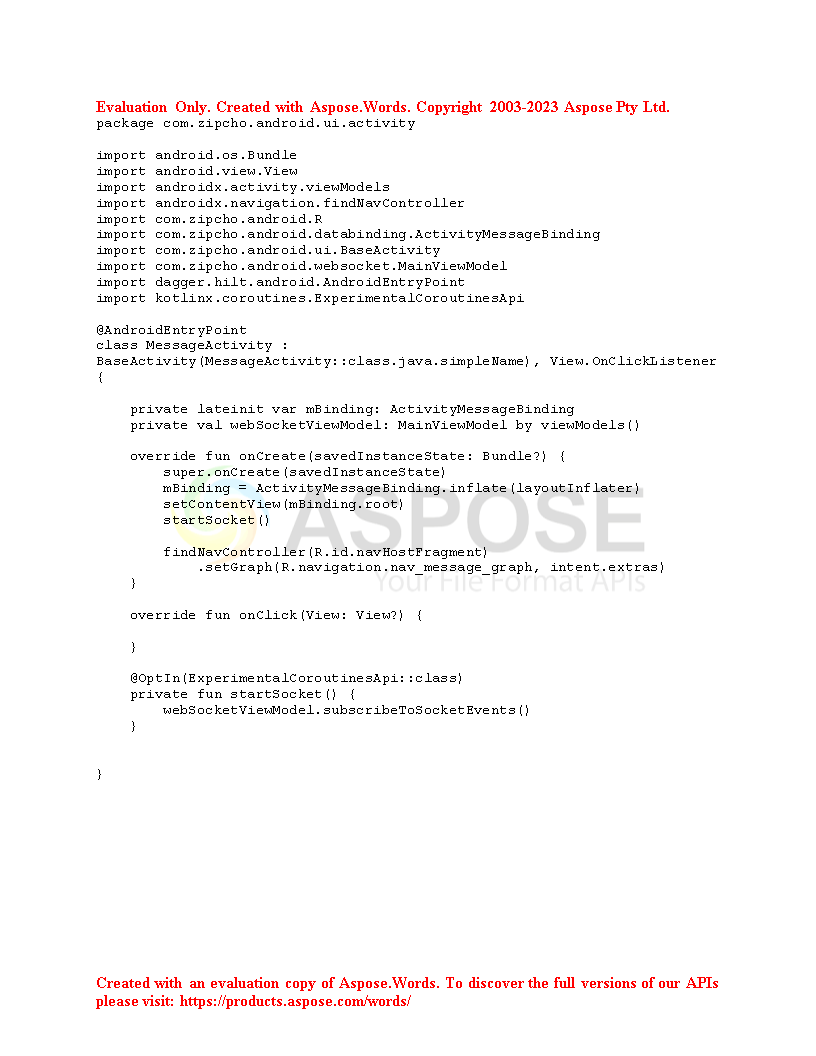 Evaluation Only. Created with Aspose.Words. Copyright 2003-2023 Aspose Pty Ltd.
package com.zipcho.android.ui.activity

import android.os.Bundle
import android.view.View
import androidx.activity.viewModels
import androidx.navigation.findNavController
import com.zipcho.android.R
import com.zipcho.android.databinding.ActivityMessageBinding
import com.zipcho.android.ui.BaseActivity
import com.zipcho.android.websocket.MainViewModel
import dagger.hilt.android.AndroidEntryPoint
import kotlinx.coroutines.ExperimentalCoroutinesApi

@AndroidEntryPoint
class MessageActivity :
BaseActivity(MessageActivity::class.java.simpleName), View.OnClickListener
{

    private lateinit var mBinding: ActivityMessageBinding
    private val webSocketViewModel: MainViewModel by viewModels()

    override fun onCreate(savedInstanceState: Bundle?) {
        super.onCreate(savedInstanceState)
        mBinding = ActivityMessageBinding.inflate(layoutInflater)
        setContentView(mBinding.root)
        startSocket()
ASPOSE

        findNavController(R.id.navHostFragment)
            .setGraph(R.navigation.nav_message_graph, intent.extras)
Your File Format APIs
    }

    override fun onClick(View: View?) {

    }

    @OptIn(ExperimentalCoroutinesApi::class)
    private fun startSocket() {
        webSocketViewModel.subscribeToSocketEvents()
    }


}

Created with an evaluation copy of Aspose.Words. To discover the full versions of our APIs
please visit: https://products.aspose.com/words/